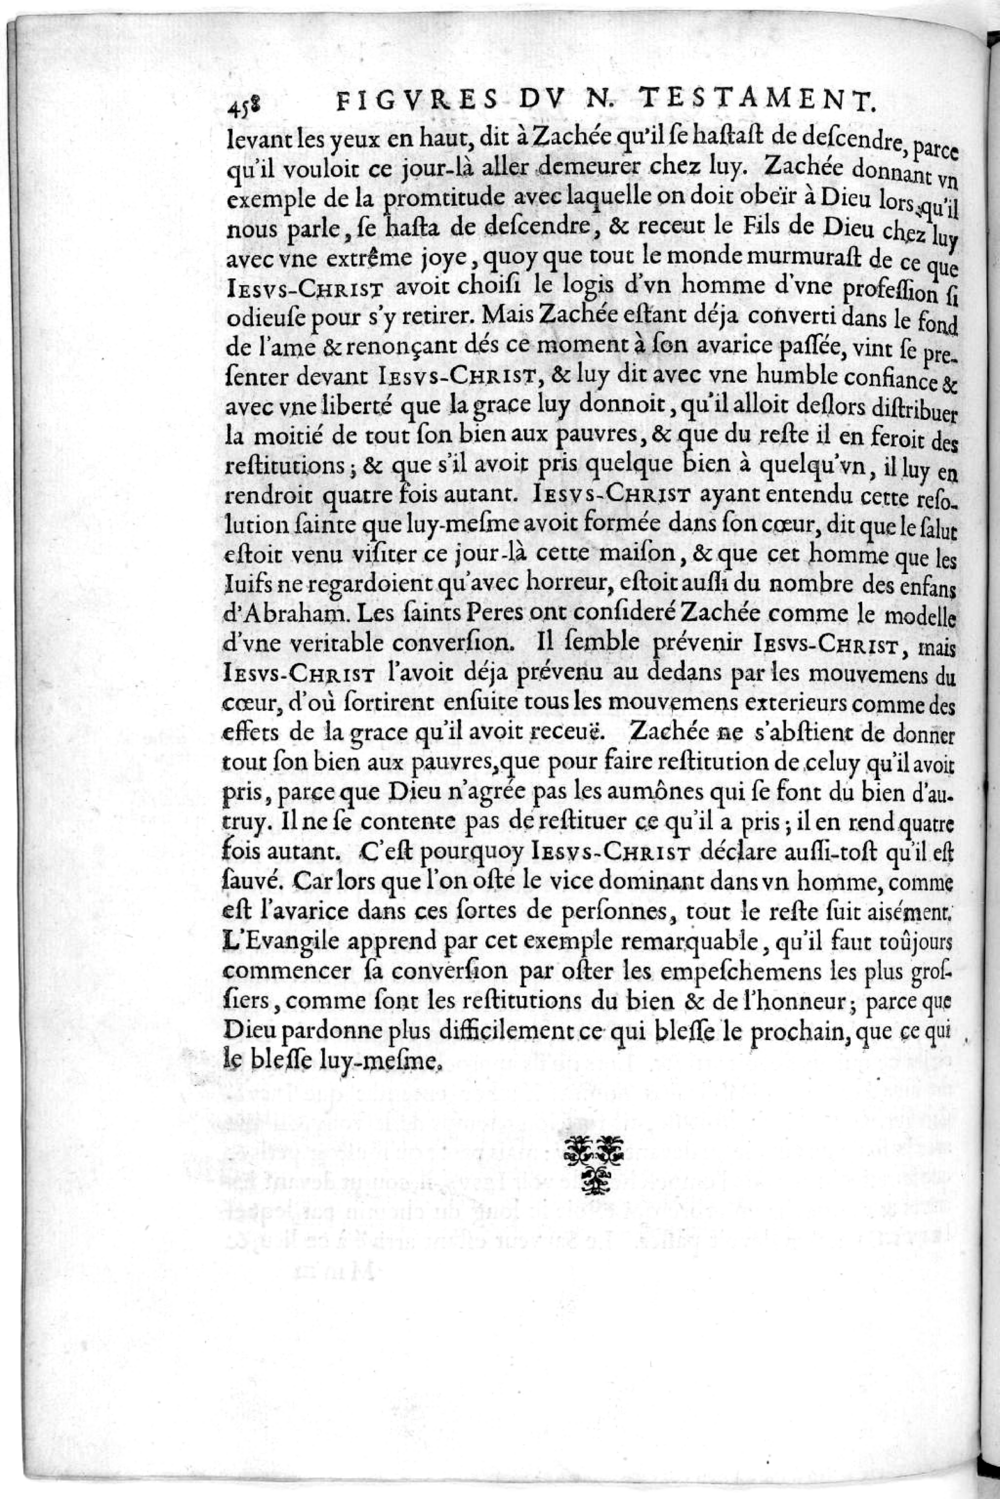 458 FIGVRES DV N. TESTAMENT.
levant les yeux en haut, dit à Zachée qu'il ſe haſtaſt de deſcendre, parce
qu'il vouloit ce jour-là aller demeurer chez luy. Zachée donnant vn
exemple de la promtitude avec laquelle on doit obeïr à Dieu lors qu'il
nous parle, ſe haſta de deſcendre, & receut le Fils de Dieu chez luy
avec vne extrême joye, quoy que tout le monde murmuraſt de ce que
IESVS-CHRIST avoit choiſi le logis d'vn homme d'vne profeſſion ſi
odieuſe pour s'y retirer. Mais Zachée eſtant déja converti dans le fond
de l'ame & renonçant dés ce moment à ſon avarice paſſée, vint ſe pre-
ſenter devant IESVS-CHRIST, & luy dit avec vne humble confiance &
avec vne liberté que la grace luy donnoit, qu'il alloit deſlors diſtribuer
la moitié de tout ſon bien aux pauvres, & que du reſte il en feroit des
reſtitutions; & que s'il avoit pris quelque bien à quelqu'vn, il luy en
rendroit quatre fois autant. IESVS-CHRIST ayant entendu cette reſo-
lution ſainte que luy-meſme avoit formée dans ſon cœur, dit que le ſalut
eſtoit venu viſiter ce jour-là cette maiſon, & que cet homme que les
Iuifs ne regardoient qu'avec horreur, eſtoit auſſi du nombre des enfans
d'Abraham. Les ſaints Peres ont conſideré Zachée comme le modelle
d'vne veritable converſion. Il ſemble prévenir IESVS-CHRIST, mais
IESVS-CHRIST l'avoit déja prévenu au dedans par les mouvemens du
cœur, d'où ſortirent enſuite tous les mouvemens exterieurs comme des
effets de la grace qu'il avoit receuë. Zachée ne s'abſtient de donner
tout ſon bien aux pauvres, que pour faire reſtitution de celuy qu'il avoit
pris, parce que Dieu n'agrée pas les aumônes qui ſe font du bien d'au-
truy. Il ne ſe contente pas de reſtituer ce qu'il a pris; il en rend quatre
fois autant. C'eſt pourquoy IESVS-CHRIST déclare auſſi-toſt qu'il eſt
ſauvé. Car lors que l'on oſte le vice dominant dans vn homme, comme
eſt l'avarice dans ces ſortes de perſonnes, tout le reſte ſuit aisément.
L'Evangile apprend par cet exemple remarquable, qu'il faut toûjours
commencer ſa converſion par oſter les empeſchemens les plus groſ-
ſiers, comme ſont les reſtitutions du bien & de l'honneur; parce que
Dieu pardonne plus difficilement ce qui bleſſe le prochain, que ce qui
le bleſſe luy-meſme.